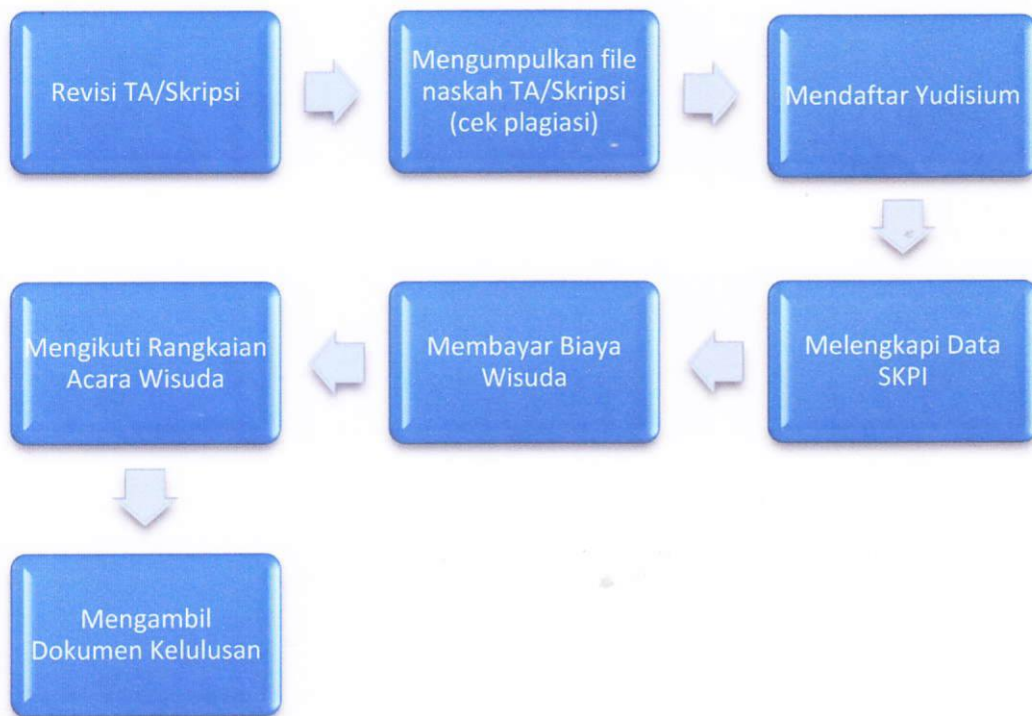 Revisi TA/Skripsi
Mengumpulkan file
naskah TA/Skripsi
(cek plagiasi)
Mendaftar Yudisium
Melengkapi Data
SKPI
Membayar Biaya
Wisuda
Mengikuti Rangkaian
Acara Wisuda
Mengambil
Dokumen Kelulusan